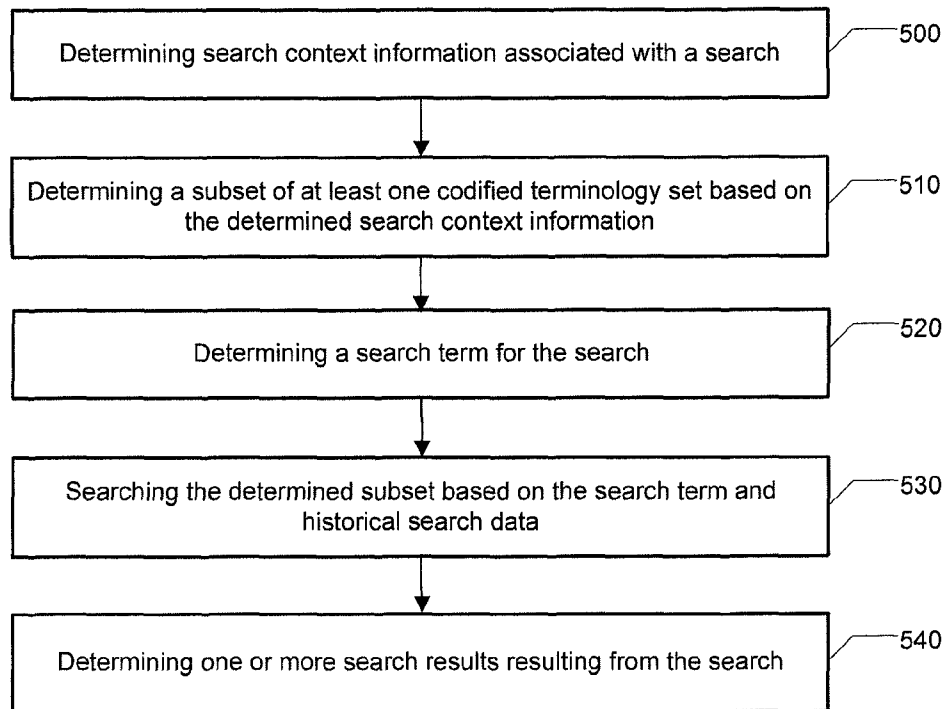 Determining search context information associated with a search
500
Determining a subset of at least one codified terminology set based on
the determined search context information
510
Determining a search term for the search
520
Searching the determined subset based on the search term and
historical search data
530
Determining one or more search results resulting from the search
540